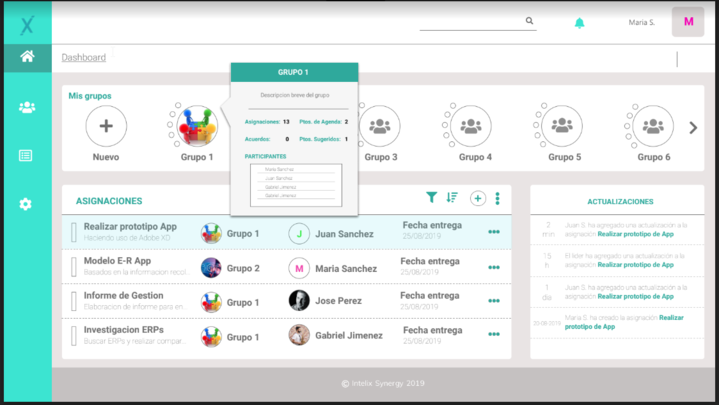 X
Maria S.
M
Dashboard
Mis grupos
Nuevo
Grupo 1
Grupo 3
Grupo 4
Grupo 5
Grupo 6
GRUPO 1
Descripcion breve del grupo
Asignaciones: 13 Ptos. de Agenda: 2
Acuerdos: 0 Ptos. Sugeridos: 1
PARTICIPANTES
Maria Sanchez
Juan Sanchez
Gabriel Jimenez
Gabriel Jimenez
ASIGNACIONES
Realizar prototipo App
Haciendo uso de Adobe XD
Grupo 1
J
Juan Sanchez
Fecha entrega
25/08/2019
Modelo E-R App
Basados en la informacion recol..
Grupo 2
M
Maria Sanchez
Fecha entrega
25/08/2019
Informe de Gestion
Elaboracion de informe para en...
Grupo 1
Jose Perez
Fecha entrega
25/08/2019
Investigacion ERPs
Buscar ERPs y realizar compar...
Grupo 1
Gabriel Jimenez
Fecha entrega
25/08/2019
ACTUALIZACIONES
2 min
Juan S. ha agregado una actualización a la
asignación Realizar prototipo de App
15 h
El lider ha agregado una actualización a la
asignación Realizar prototipo de App
1 dia
Juan S. ha agregado una actualización a la
asignación Realizar prototipo de App
25-08-2019
Maria S. ha creado la asignación Realizar
prototipo de App
© Intelix Synergy 2019